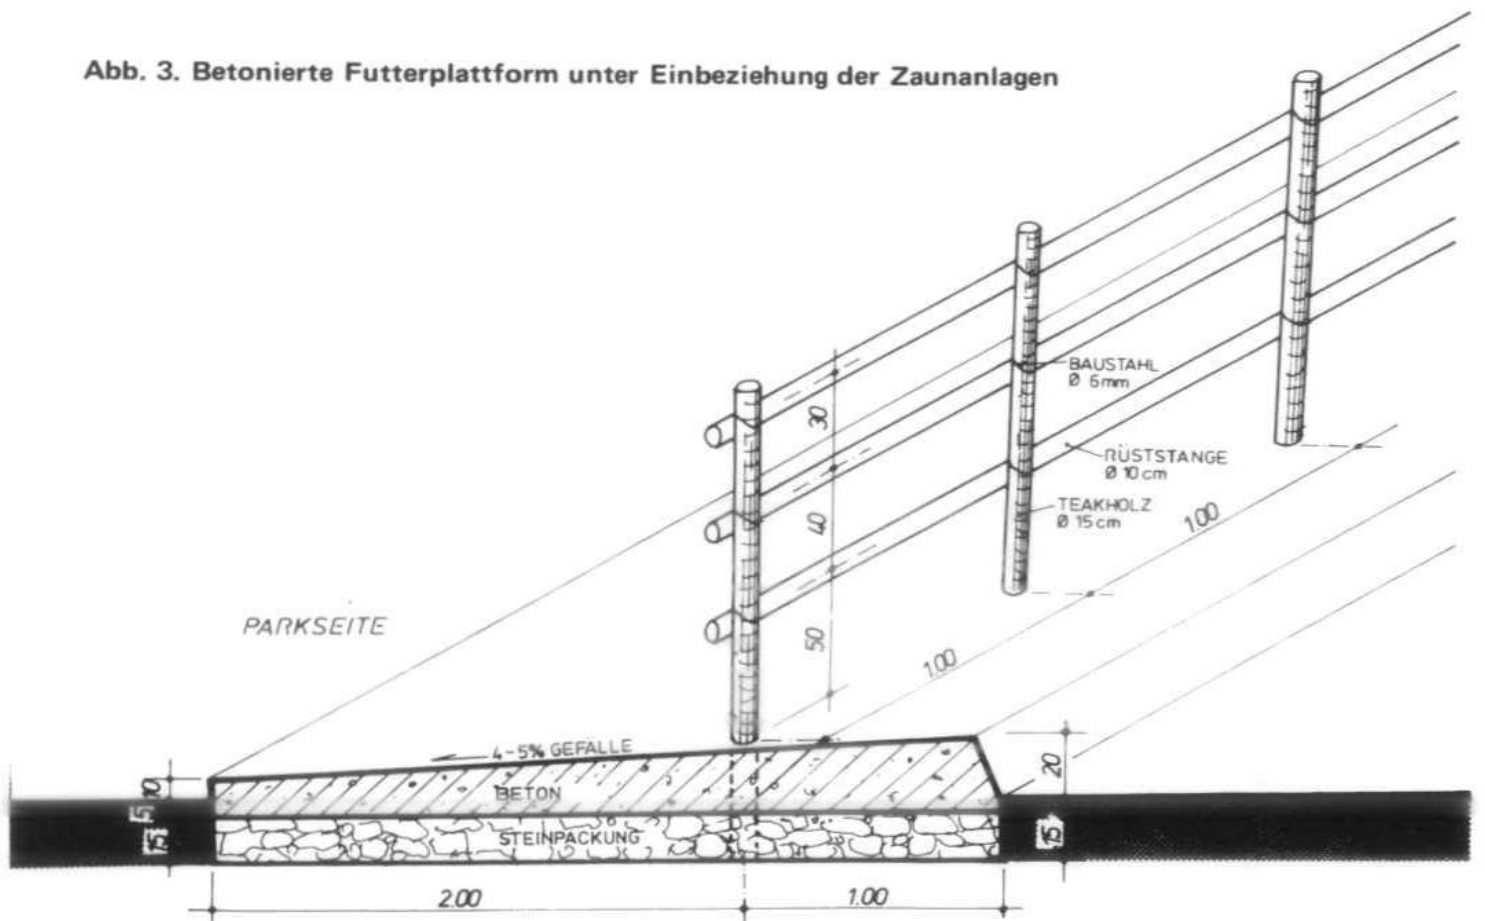 Abb. 3. Betonierte Futterplattform unter Einbeziehung der Zaunanlagen
30
BAUSTAHL
Ø 6mm
RÜSTSTANGE
Ø 10cm
40
TEAKHOLZ
Ø 15cm
1.00
PARKSEITE
50
1.00
4-5% GEFÄLLE
20
10
BETON
5
15
STEINPACKUNG
15
2.00
1.00